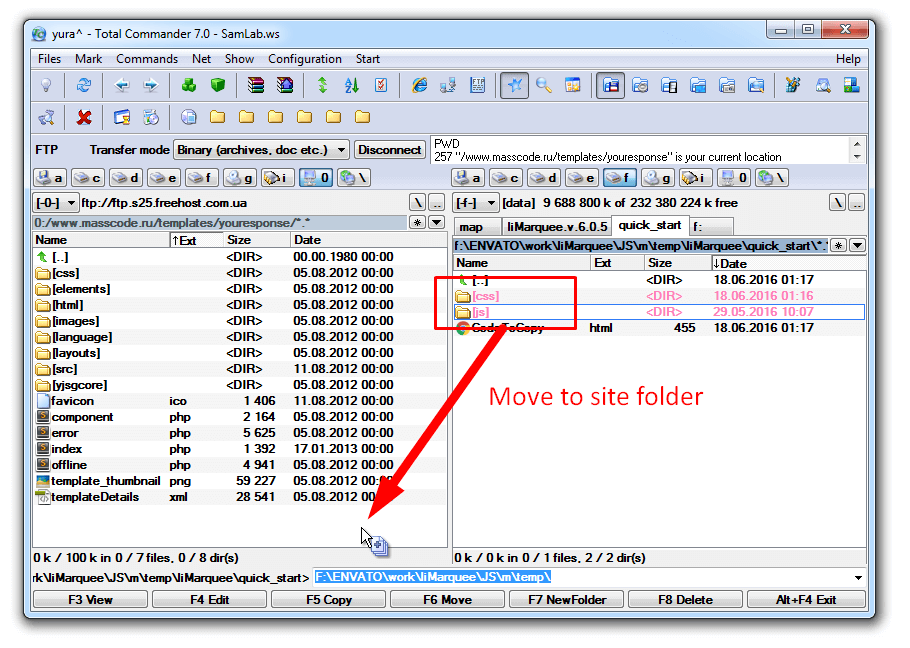 yura^ - Total Commander 7.0 - SamLab.ws
Files Mark Commands Net Show Configuration Start Help
FTP Transfer mode Binary (archives, doc etc.) Disconnect
PWD
257 "/www.masscode.ru/templates/youresponse" is your current location
a c d e f g i 0 \
a c d e f g i 0 \
[-0-] ftp://ftp.s25.freehost.com.ua \ ..
[-f-] [data] 9 688 800 k of 232 380 224 k free \ ..
0:/www.masscode.ru/templates/youresponse/*.* *
Name ↑Ext Size Date
[..] <DIR> 00.00.1980 00:00
[css] <DIR> 05.08.2012 00:00
[elements] <DIR> 05.08.2012 00:00
[html] <DIR> 05.08.2012 00:00
[images] <DIR> 05.08.2012 00:00
[language] <DIR> 05.08.2012 00:00
[layouts] <DIR> 05.08.2012 00:00
[src] <DIR> 11.08.2012 00:00
[yjsgcore] <DIR> 05.08.2012 00:00
favicon ico 1 406 11.08.2012 00:00
component php 2 164 05.08.2012 00:00
error php 5 625 05.08.2012 00:00
index php 1 392 17.01.2013 00:00
offline php 4 941 05.08.2012 00:00
template_thumbnail png 59 227 05.08.2012 00:00
templateDetails xml 28 541 05.08.2012 00:00
0 k / 100 k in 0 / 7 files, 0 / 8 dir(s)
map liMarquee.v.6.0.5 quick_start f:
f:\ENVATO\work\liMarquee\JS\m\temp\liMarquee\quick_start\*.* *
Name Ext Size ↓Date
[..] <DIR> 18.06.2016 01:17
[css] <DIR> 18.06.2016 01:16
[js] <DIR> 29.05.2016 10:07
CodeToCopy html 455 18.06.2016 01:17
Move to site folder
0 k / 0 k in 0 / 1 files, 2 / 2 dir(s)
rk\liMarquee\JS\m\temp\liMarquee\quick_start> F:\ENVATO\work\liMarquee\JS\m\temp\
F3 View F4 Edit F5 Copy F6 Move F7 NewFolder F8 Delete Alt+F4 Exit